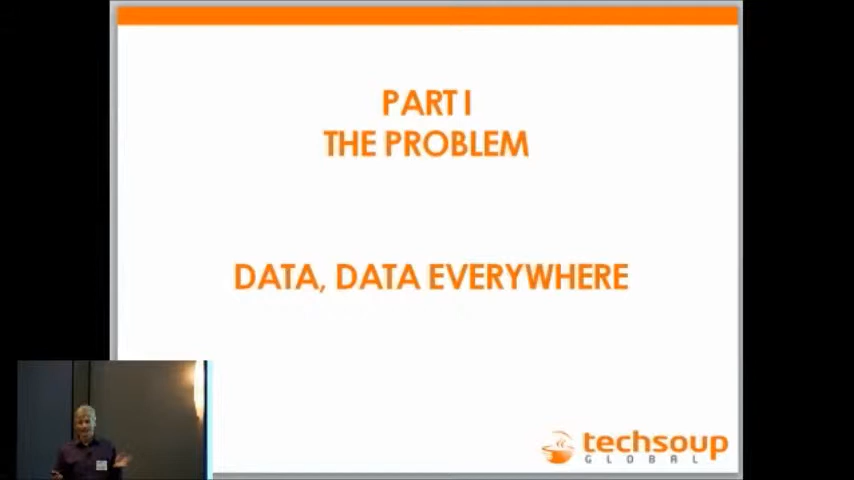 PART I
THE PROBLEM
DATA, DATA EVERYWHERE
techsoup
GLOBAL